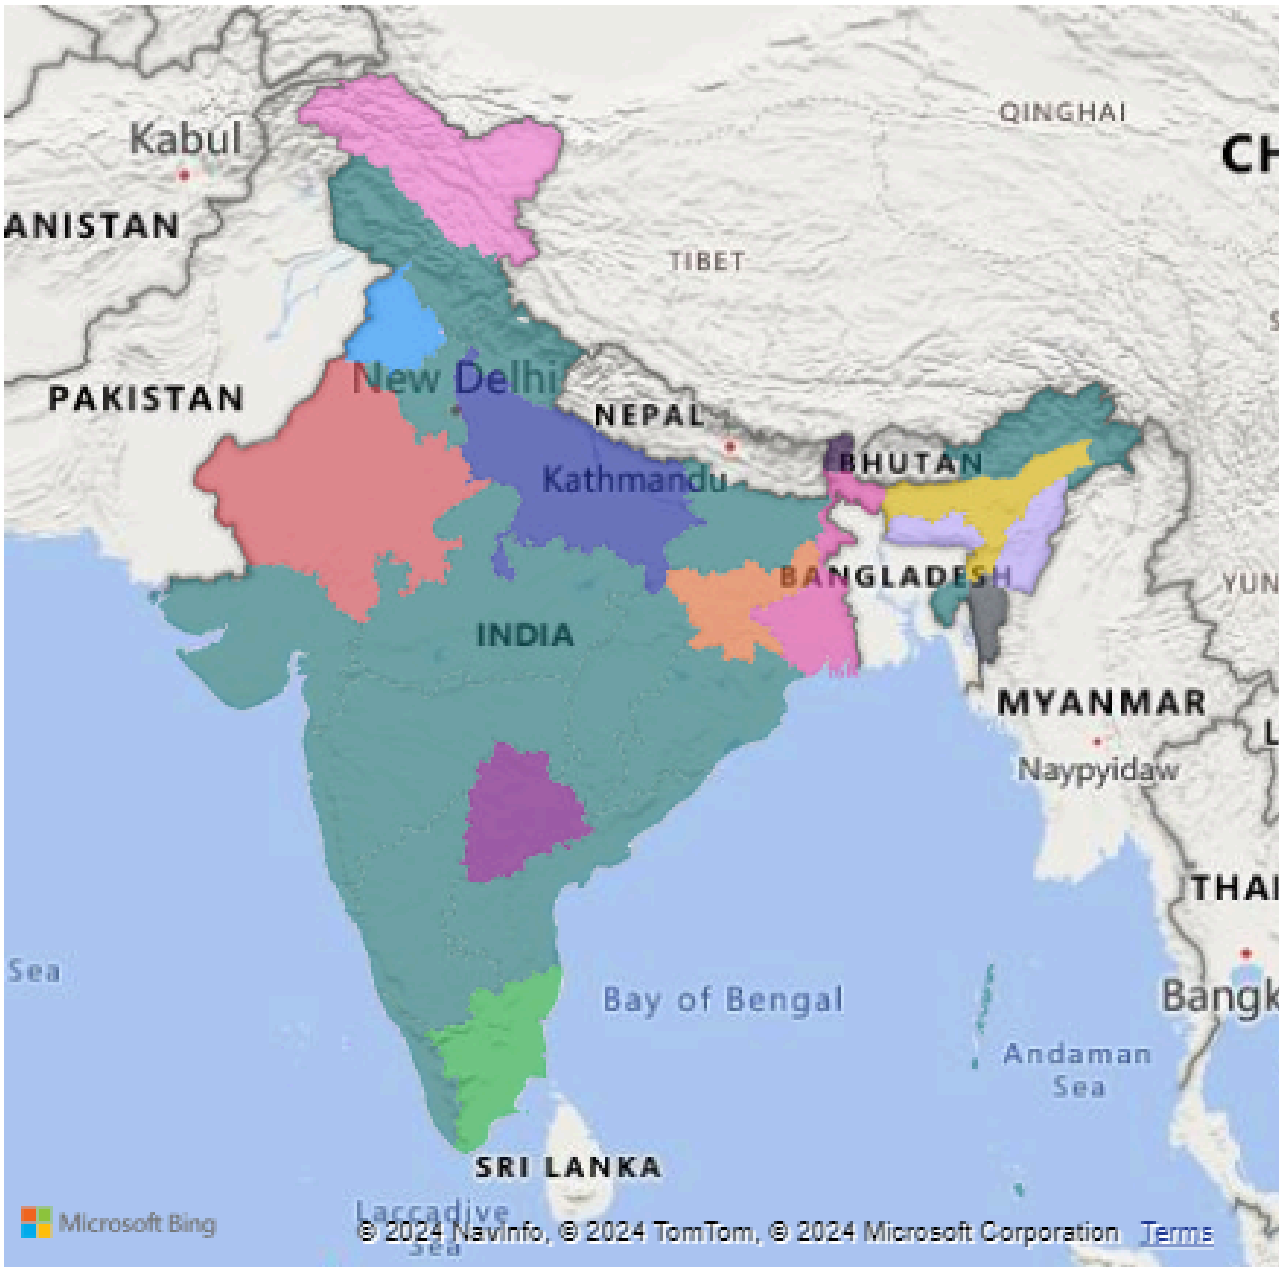 QINGHAI
CH
Kabul
ANISTAN
TIBET
S
PAKISTAN
New Delhi
NEPAL
BHUTAN
Kathmandu
BANGLADESH
YUN
INDIA
MYANMAR
L
Naypyidaw
THAI
Sea
Bay of Bengal
Bangk
Andaman
Sea
SRI LANKA
Laccadive
Sea
Microsoft Bing
© 2024 NavInfo, © 2024 TomTom, © 2024 Microsoft Corporation Terms